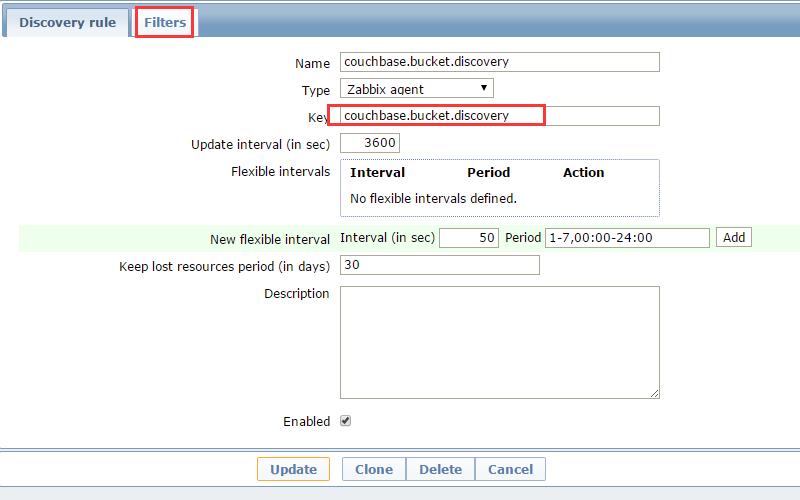 Discovery rule Filters
Name couchbase.bucket.discovery
Type Zabbix agent
Key couchbase.bucket.discovery
Update interval (in sec) 3600
Flexible intervals Interval Period Action
No flexible intervals defined.
New flexible interval Interval (in sec) 50 Period 1-7,00:00-24:00 Add
Keep lost resources period (in days) 30
Description
Enabled
Update Clone Delete Cancel